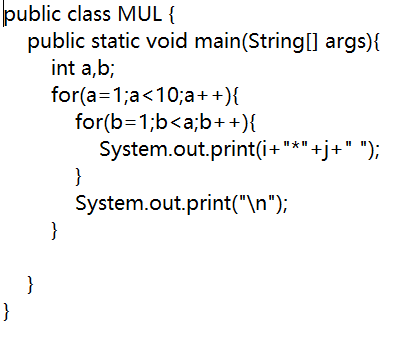 public class MUL {
public static void main(String[] args){
int a,b;
for(a=1;a<10;a++){
for(b=1;b<a;b++){
System.out.print(i+"*"+j+" ");
}
System.out.print("\n");
}
}
}